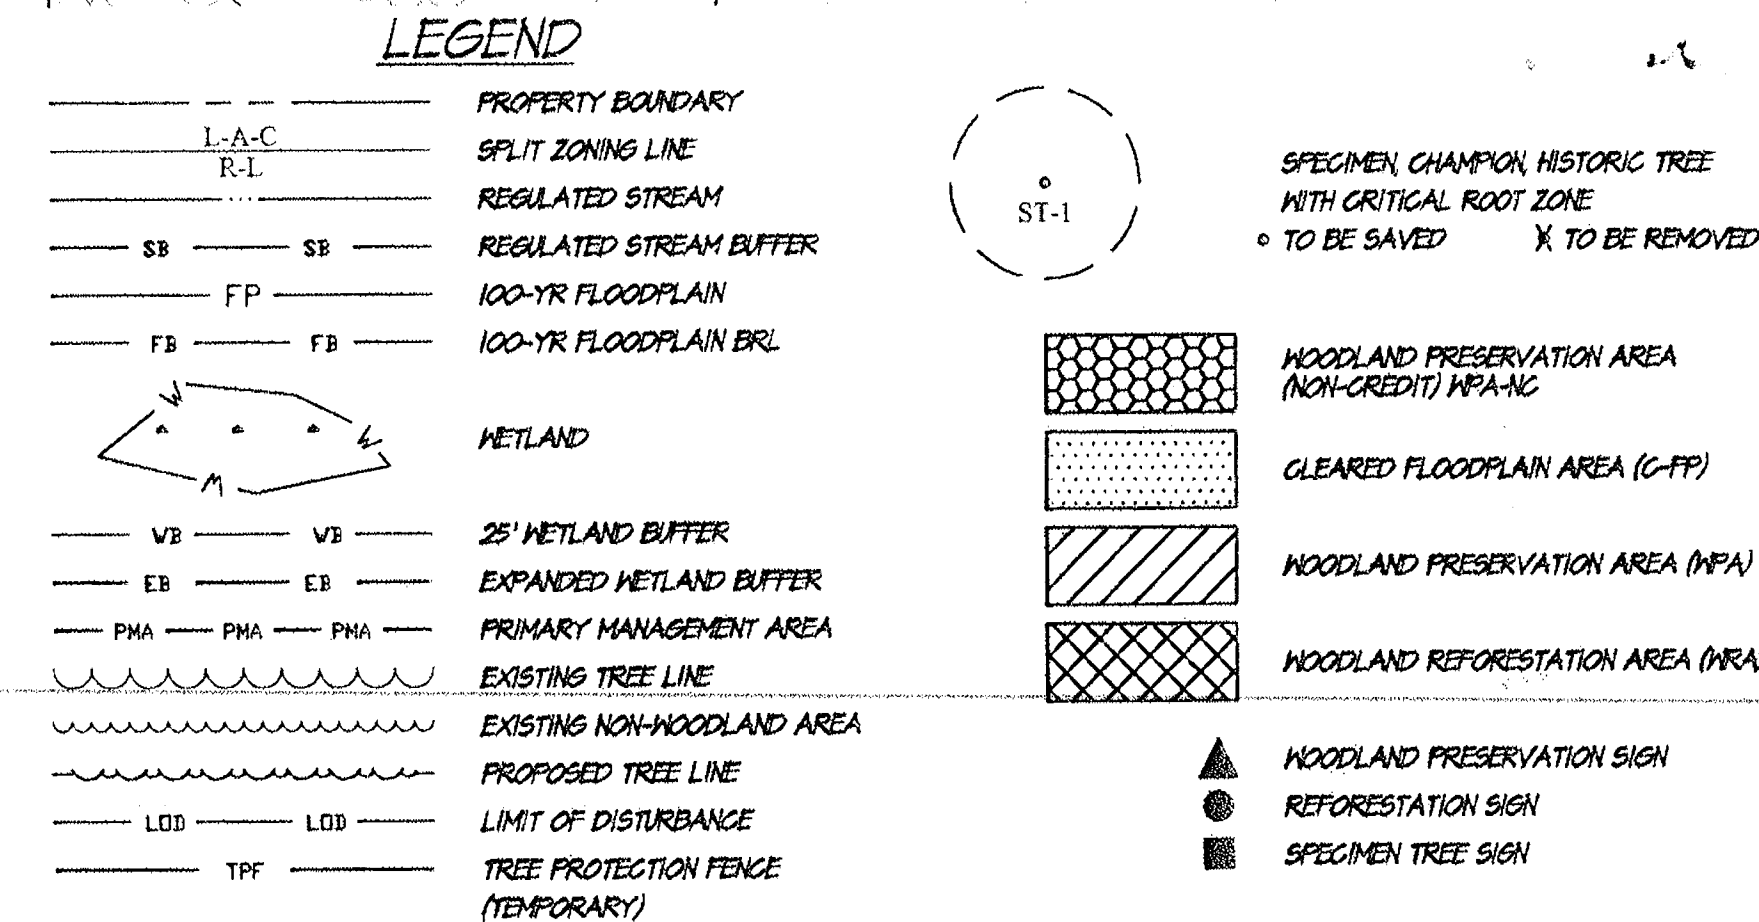 LEGEND
PROPERTY BOUNDARY
L-A-C
R-L
SPLIT ZONING LINE
REGULATED STREAM
SB SB REGULATED STREAM BUFFER
FP 100-YR FLOODPLAIN
FB FB 100-YR FLOODPLAIN BRL
W W W WETLAND
WB WB 25' WETLAND BUFFER
EB EB EXPANDED WETLAND BUFFER
PMA PMA PMA PRIMARY MANAGEMENT AREA
EXISTING TREE LINE
EXISTING NON-WOODLAND AREA
PROPOSED TREE LINE
LOD LOD LIMIT OF DISTURBANCE
TPF TREE PROTECTION FENCE
(TEMPORARY)
ST-1
SPECIMEN, CHAMPION, HISTORIC TREE
WITH CRITICAL ROOT ZONE
TO BE SAVED X TO BE REMOVED
WOODLAND PRESERVATION AREA
(NON-CREDIT) WPA-NC
CLEARED FLOODPLAIN AREA (C-FP)
WOODLAND PRESERVATION AREA (WPA)
WOODLAND REFORESTATION AREA (WRA
WOODLAND PRESERVATION SIGN
REFORESTATION SIGN
SPECIMEN TREE SIGN